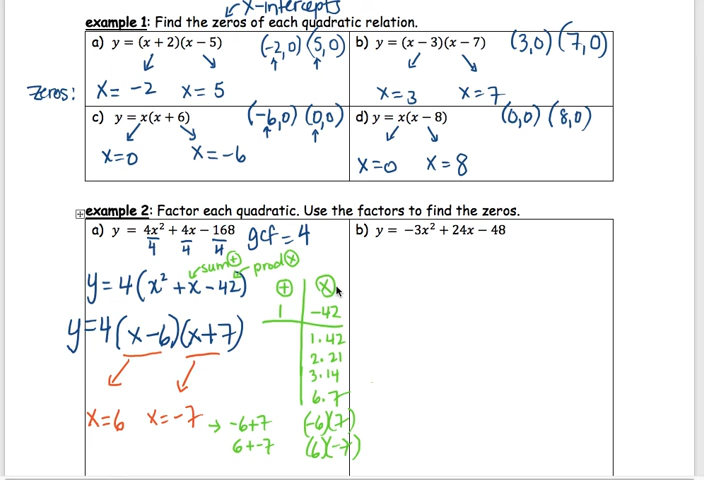 x-intercepts
example 1: Find the zeros of each quadratic relation.
a) y = (x + 2)(x − 5) (-2,0) (5,0)
Zeros: x = -2 x = 5
b) y = (x − 3)(x − 7) (3,0) (7,0)
x = 3 x = 7
c) y = x(x + 6) (-6,0) (0,0)
x=0 x = -6
d) y = x(x − 8) (0,0) (8,0)
x=0 x = 8
example 2: Factor each quadratic. Use the factors to find the zeros.
a) y = 4x² + 4x − 168 gcf = 4
4 4 4
sum + prod ×
y = 4(x² + x - 42)
y = 4(x-6)(x+7)
x=6 x=-7
+ ×
1 -42
1·42
2·21
3·14
6·7
→ -6+7 (-6)(7)
6+-7 (6)(-7)
b) y = −3x² + 24x − 48